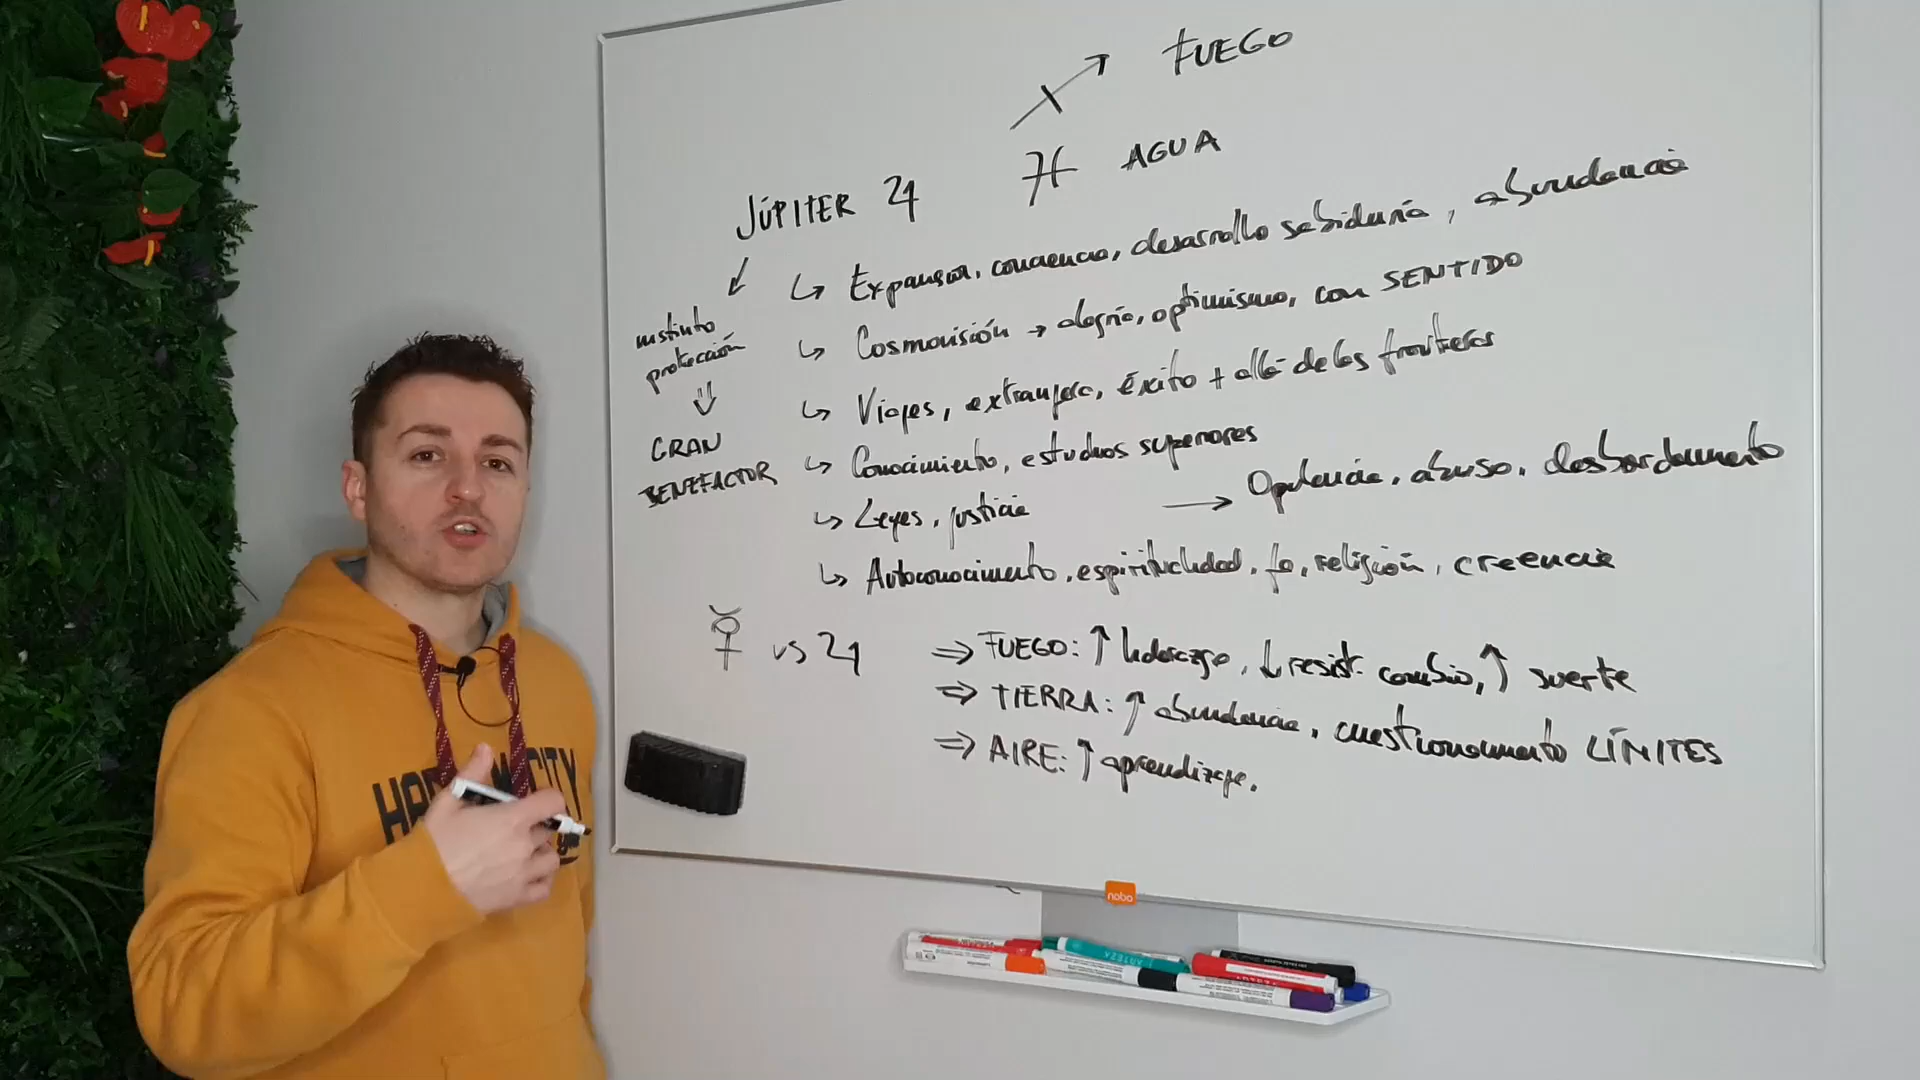 FUEGO
AGUA
JÚPITER ♃
↳ Expansión, conciencia, desarrollo sabiduría, abundancia
↳ Cosmovisión → alegría, optimismo, con SENTIDO
↳ Viajes, extranjero, éxito + allá de las fronteras
↳ Conocimiento, estudios superiores
↳ Leyes, justicia → Opulencia, abuso, desbordamiento
↳ Autoconocimiento, espiritualidad, fe, religión, creencia
instinto
protección
⇓
GRAN
BENEFACTOR
☿ vs ♃
⇒ FUEGO: ↑ liderazgo, ↓ resist. cambio, ↑ suerte
⇒ TIERRA: ↑ abundancia, cuestionamiento LÍMITES
⇒ AIRE: ↑ aprendizaje.
CITY
nobo
ARTEZA